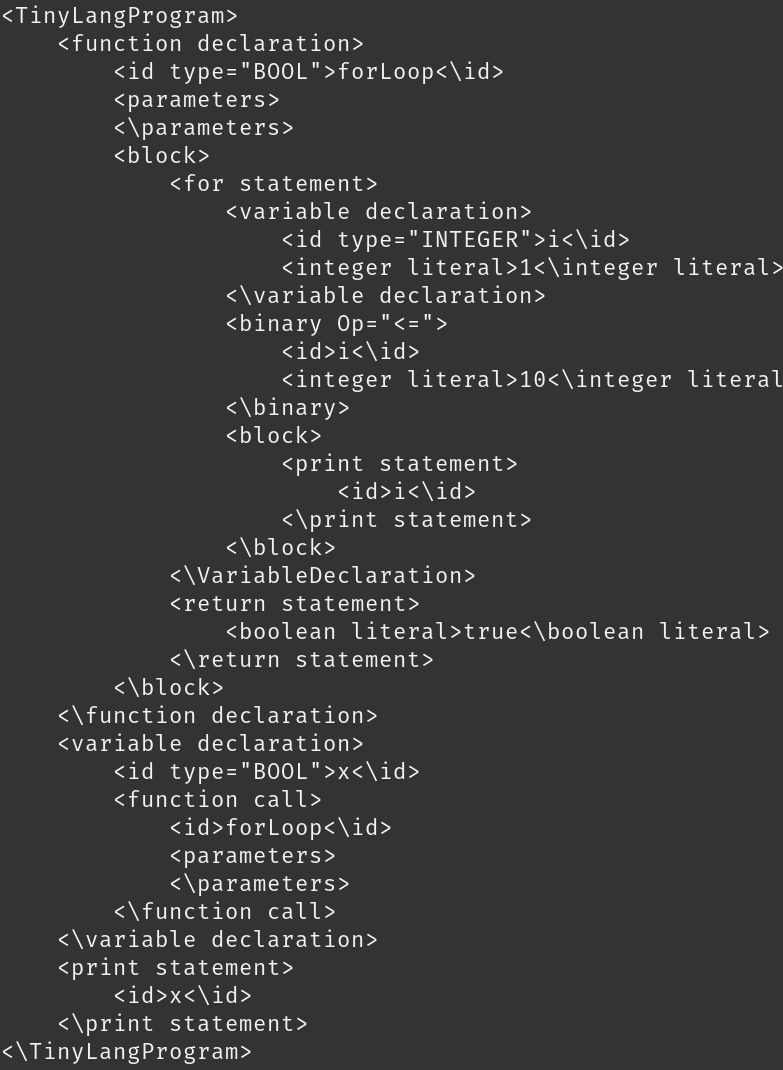 <TinyLangProgram>
    <function declaration>
        <id type="BOOL">forLoop<\id>
        <parameters>
        <\parameters>
        <block>
            <for statement>
                <variable declaration>
                    <id type="INTEGER">i<\id>
                    <integer literal>1<\integer literal>
                <\variable declaration>
                <binary Op="<=">
                    <id>i<\id>
                    <integer literal>10<\integer literal
                <\binary>
                <block>
                    <print statement>
                        <id>i<\id>
                    <\print statement>
                <\block>
            <\VariableDeclaration>
            <return statement>
                <boolean literal>true<\boolean literal>
            <\return statement>
        <\block>
    <\function declaration>
    <variable declaration>
        <id type="BOOL">x<\id>
        <function call>
            <id>forLoop<\id>
            <parameters>
            <\parameters>
        <\function call>
    <\variable declaration>
    <print statement>
        <id>x<\id>
    <\print statement>
<\TinyLangProgram>